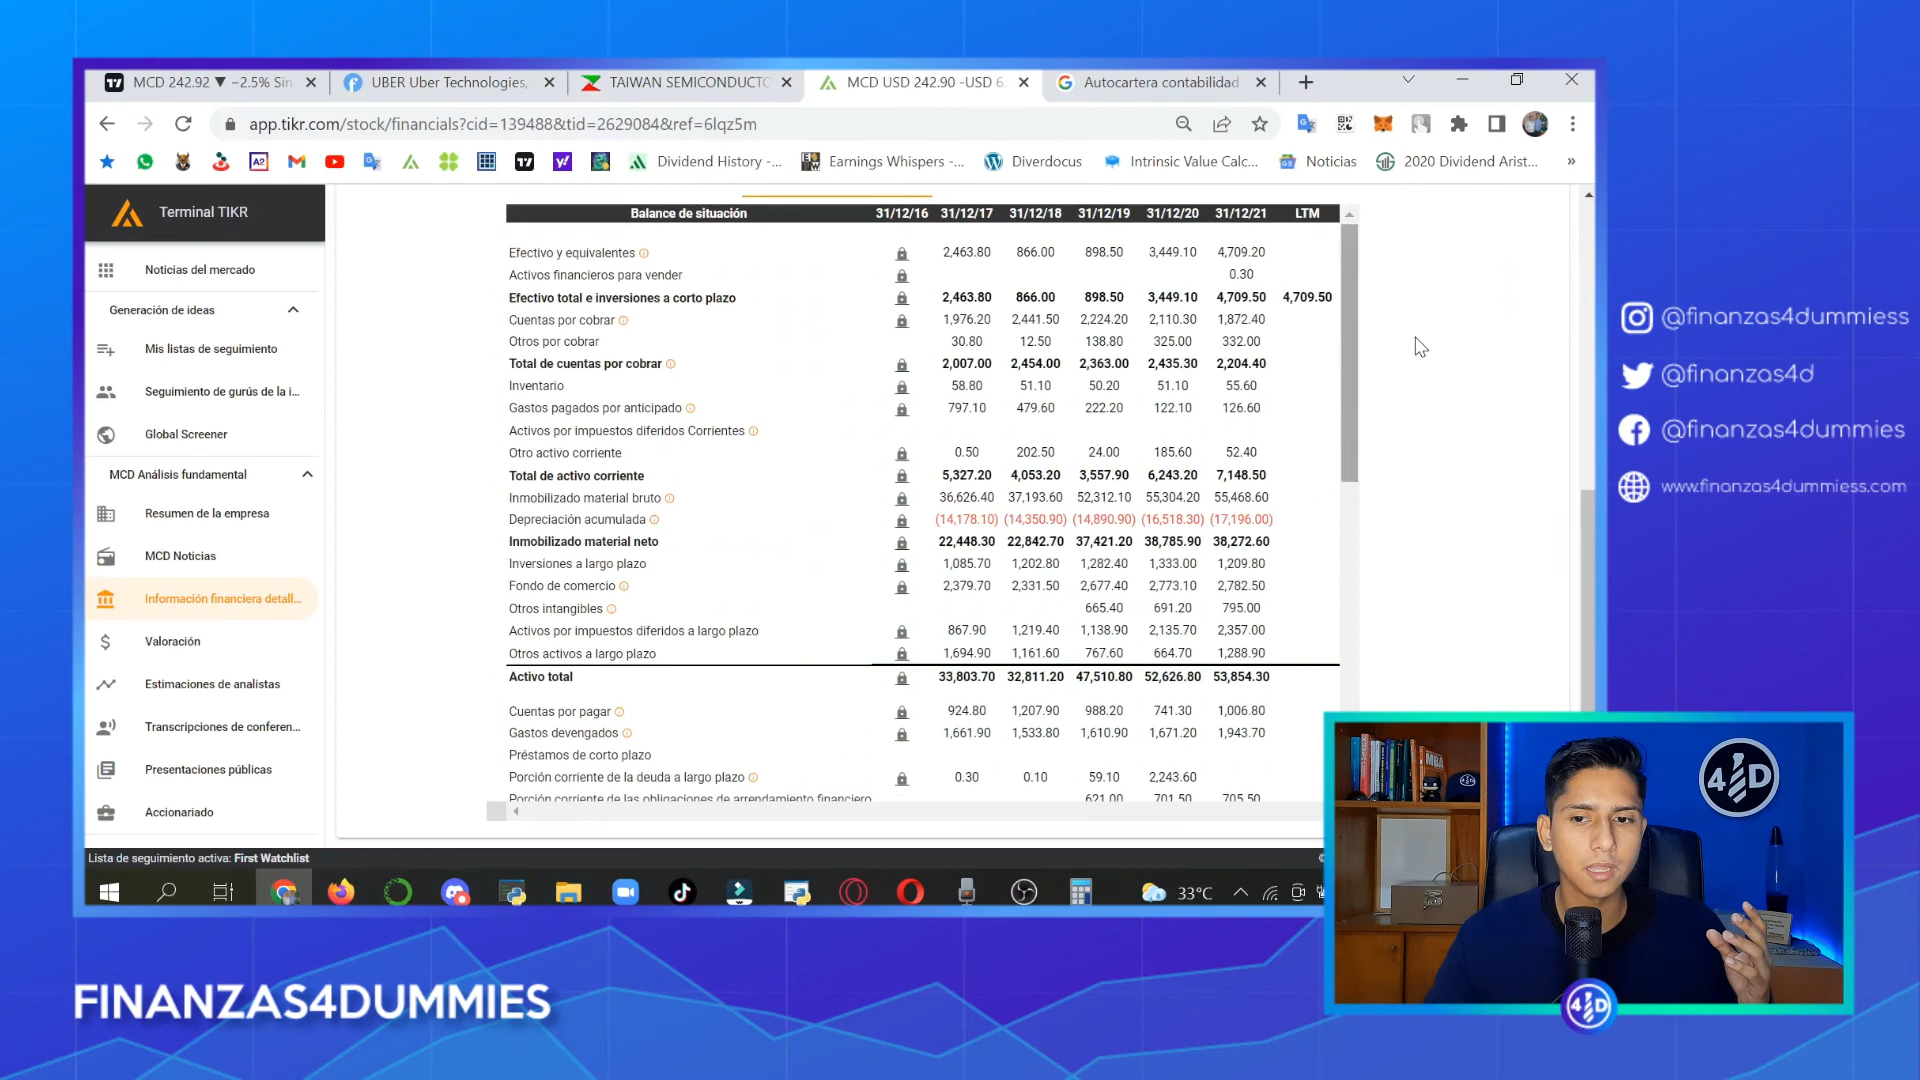 MCD 242.92 ▼ −2.5% Sin
UBER Uber Technologies,
TAIWAN SEMICONDUCTO
MCD USD 242.90 -USD 6.
Autocartera contabilidad
app.tikr.com/stock/financials?cid=139488&tid=2629084&ref=6lqz5m
Dividend History -...
Earnings Whispers -...
Diverdocus
Intrinsic Value Calc...
Noticias
2020 Dividend Arist...
»
Terminal TIKR
Noticias del mercado
Generación de ideas
Mis listas de seguimiento
Seguimiento de gurús de la i...
Global Screener
MCD Análisis fundamental
Resumen de la empresa
MCD Noticias
Información financiera detall...
Valoración
Estimaciones de analistas
Transcripciones de conferen...
Presentaciones públicas
Accionariado
Lista de seguimiento activa: First Watchlist
Balance de situación 31/12/16 31/12/17 31/12/18 31/12/19 31/12/20 31/12/21 LTM
Efectivo y equivalentes 2,463.80 866.00 898.50 3,449.10 4,709.20
Activos financieros para vender 0.30
Efectivo total e inversiones a corto plazo 2,463.80 866.00 898.50 3,449.10 4,709.50 4,709.50
Cuentas por cobrar 1,976.20 2,441.50 2,224.20 2,110.30 1,872.40
Otros por cobrar 30.80 12.50 138.80 325.00 332.00
Total de cuentas por cobrar 2,007.00 2,454.00 2,363.00 2,435.30 2,204.40
Inventario 58.80 51.10 50.20 51.10 55.60
Gastos pagados por anticipado 797.10 479.60 222.20 122.10 126.60
Activos por impuestos diferidos Corrientes
Otro activo corriente 0.50 202.50 24.00 185.60 52.40
Total de activo corriente 5,327.20 4,053.20 3,557.90 6,243.20 7,148.50
Inmobilizado material bruto 36,626.40 37,193.60 52,312.10 55,304.20 55,468.60
Depreciación acumulada (14,178.10) (14,350.90) (14,890.90) (16,518.30) (17,196.00)
Inmobilizado material neto 22,448.30 22,842.70 37,421.20 38,785.90 38,272.60
Inversiones a largo plazo 1,085.70 1,202.80 1,282.40 1,333.00 1,209.80
Fondo de comercio 2,379.70 2,331.50 2,677.40 2,773.10 2,782.50
Otros intangibles 665.40 691.20 795.00
Activos por impuestos diferidos a largo plazo 867.90 1,219.40 1,138.90 2,135.70 2,357.00
Otros activos a largo plazo 1,694.90 1,161.60 767.60 664.70 1,288.90
Activo total 33,803.70 32,811.20 47,510.80 52,626.80 53,854.30
Cuentas por pagar 924.80 1,207.90 988.20 741.30 1,006.80
Gastos devengados 1,661.90 1,533.80 1,610.90 1,671.20 1,943.70
Préstamos de corto plazo
Porción corriente de la deuda a largo plazo 0.30 0.10 59.10 2,243.60
Porción corriente de las obligaciones de arrendamiento financiero 621.00 701.50 705.50
33°C
@finanzas4dummiess
@finanzas4d
@finanzas4dummies
www.finanzas4dummiess.com
MBA
4D
4D
FINANZAS4DUMMIES